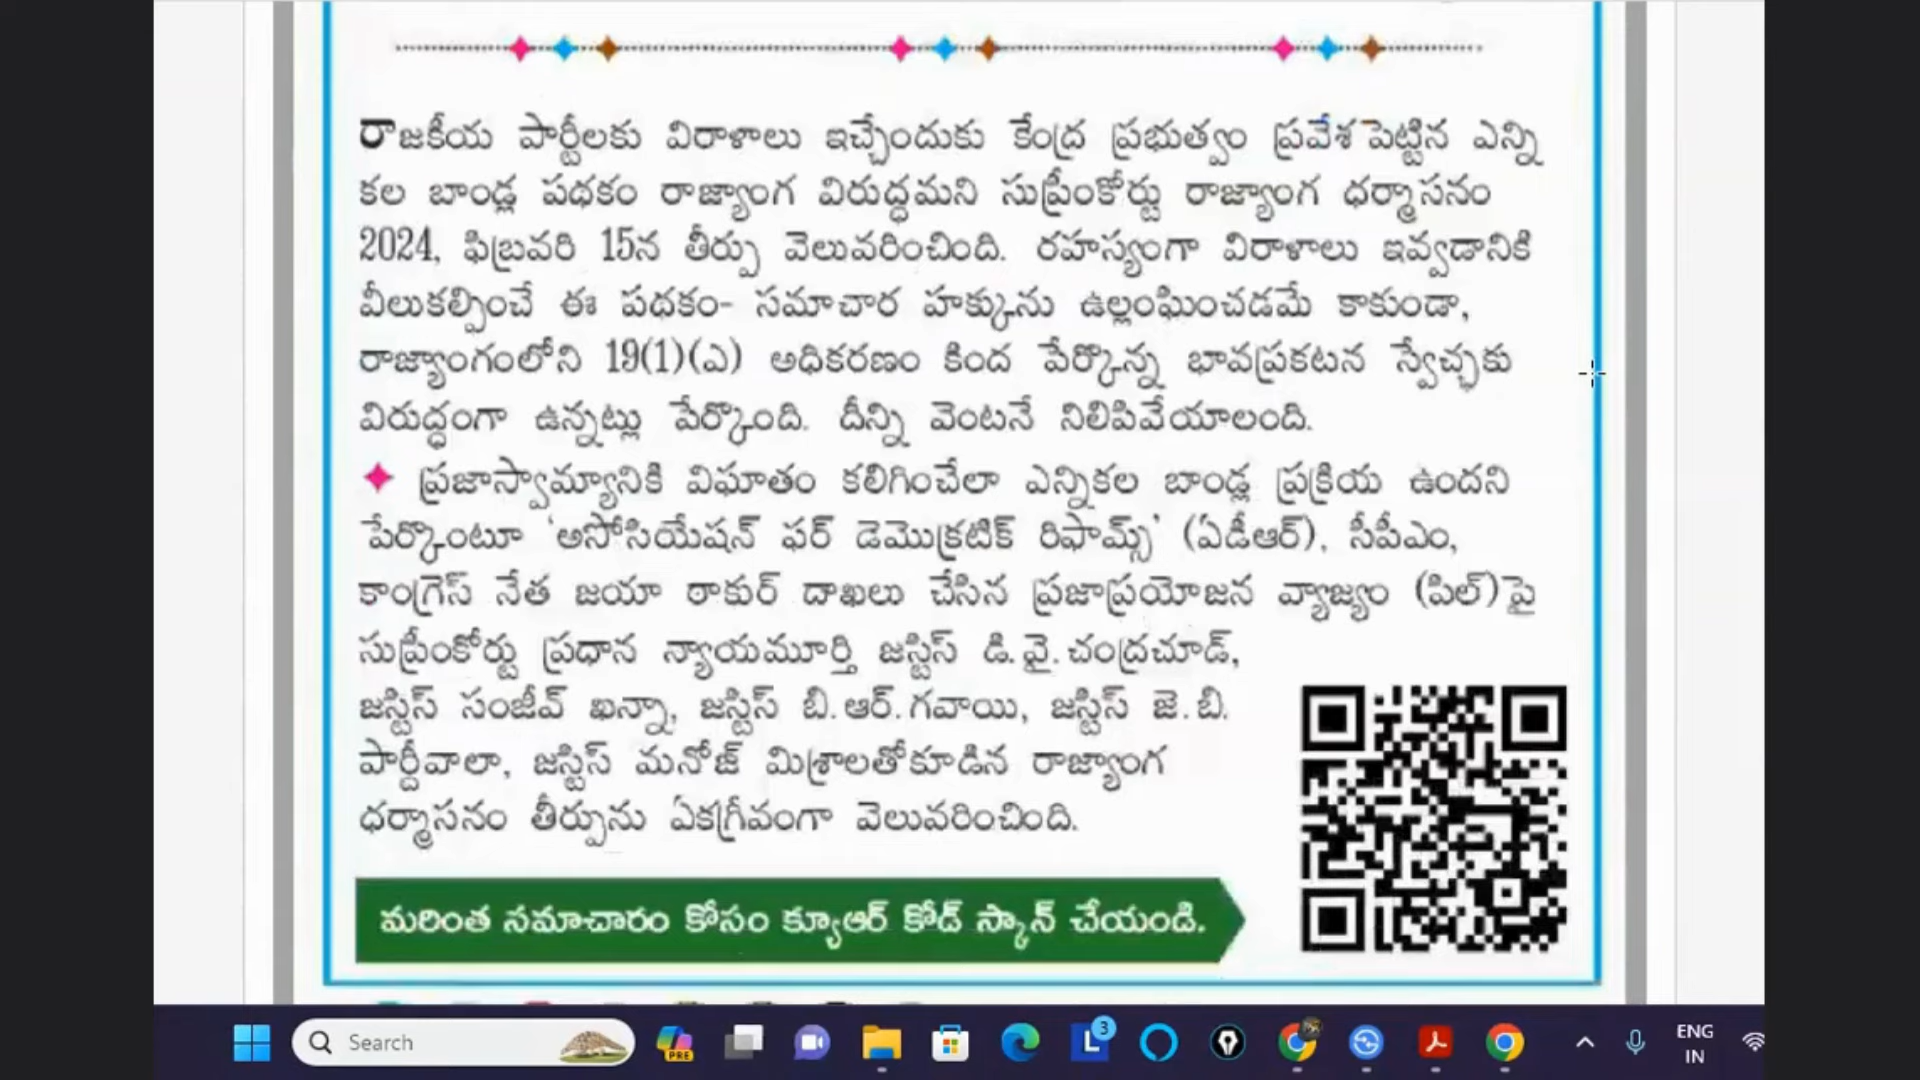 రాజకీయ పార్టీలకు విరాళాలు ఇచ్చేందుకు కేంద్ర ప్రభుత్వం ప్రవేశపెట్టిన ఎన్ని
కల బాండ్ల పథకం రాజ్యాంగ విరుద్ధమని సుప్రీంకోర్టు రాజ్యాంగ ధర్మాసనం
2024, ఫిబ్రవరి 15న తీర్పు వెలువరించింది. రహస్యంగా విరాళాలు ఇవ్వడానికి
వీలుకల్పించే ఈ పథకం- సమాచార హక్కును ఉల్లంఘించడమే కాకుండా,
రాజ్యాంగంలోని 19(1)(ఎ) అధికరణం కింద పేర్కొన్న భావప్రకటన స్వేచ్ఛకు
విరుద్ధంగా ఉన్నట్లు పేర్కొంది. దీన్ని వెంటనే నిలిపివేయాలంది.
ప్రజాస్వామ్యానికి విఘాతం కలిగించేలా ఎన్నికల బాండ్ల ప్రక్రియ ఉందని
పేర్కొంటూ 'అసోసియేషన్ ఫర్ డెమొక్రటిక్ రిఫామ్స్' (ఏడీఆర్), సీపీఎం,
కాంగ్రెస్ నేత జయా ఠాకుర్ దాఖలు చేసిన ప్రజాప్రయోజన వ్యాజ్యం (పిల్)పై
సుప్రీంకోర్టు ప్రధాన న్యాయమూర్తి జస్టిస్ డి.వై.చంద్రచూడ్,
జస్టిస్ సంజీవ్ ఖన్నా, జస్టిస్ బి.ఆర్.గవాయి, జస్టిస్ జె.బి.
పార్దీవాలా, జస్టిస్ మనోజ్ మిశ్రాలతోకూడిన రాజ్యాంగ
ధర్మాసనం తీర్పును ఏకగ్రీవంగా వెలువరించింది.
మరింత సమాచారం కోసం క్యూఆర్ కోడ్ స్కాన్ చేయండి.
Search
PRE
L
3
ENG
IN